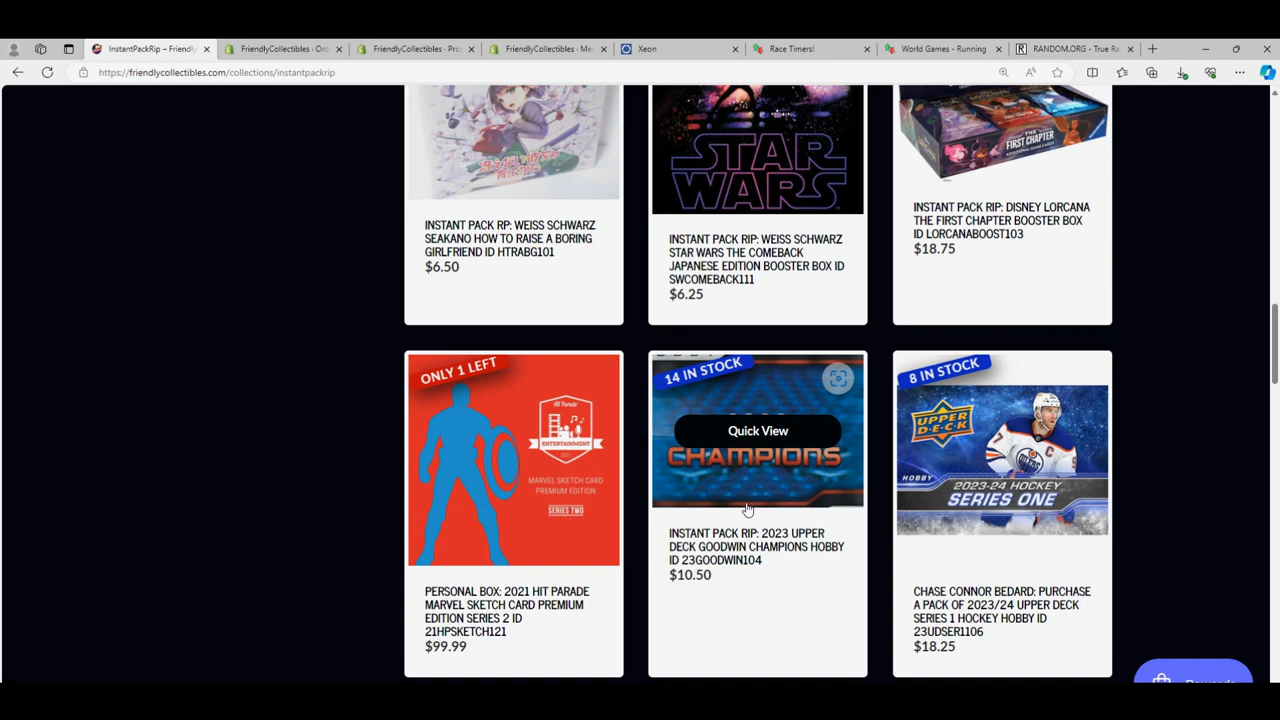 InstantPackRip – Friendly
FriendlyCollectibles · Ord
FriendlyCollectibles · Pro
FriendlyCollectibles · Me
Xeon
Race Timers!
World Games - Running
RANDOM.ORG - True Ra
https://friendlycollectibles.com/collections/instantpackrip
STAR
WARS
THE
FIRST CHAPTER
INSTANT PACK RP: WEISS SCHWARZ
SEAKANO HOW TO RAISE A BORING
GIRLFRIEND ID HTRABG101
$6.50
INSTANT PACK RIP: WEISS SCHWARZ
STAR WARS THE COMEBACK
JAPANESE EDITION BOOSTER BOX ID
SWCOMEBACK111
$6.25
INSTANT PACK RIP: DISNEY LORCANA
THE FIRST CHAPTER BOOSTER BOX
ID LORCANABOOST103
$18.75
ONLY 1 LEFT
Hit Parade
ENTERTAINMENT
2021
MARVEL SKETCH CARD
PREMIUM EDITION
SERIES TWO
PERSONAL BOX: 2021 HIT PARADE
MARVEL SKETCH CARD PREMIUM
EDITION SERIES 2 ID
21HPSKETCH121
$99.99
14 IN STOCK
Quick View
CHAMPIONS
INSTANT PACK RIP: 2023 UPPER
DECK GOODWIN CHAMPIONS HOBBY
ID 23GOODWIN104
$10.50
8 IN STOCK
UPPER
DECK
HOBBY
2023-24 HOCKEY
SERIES ONE
CHASE CONNOR BEDARD: PURCHASE
A PACK OF 2023/24 UPPER DECK
SERIES 1 HOCKEY HOBBY ID
23UDSER1106
$18.25